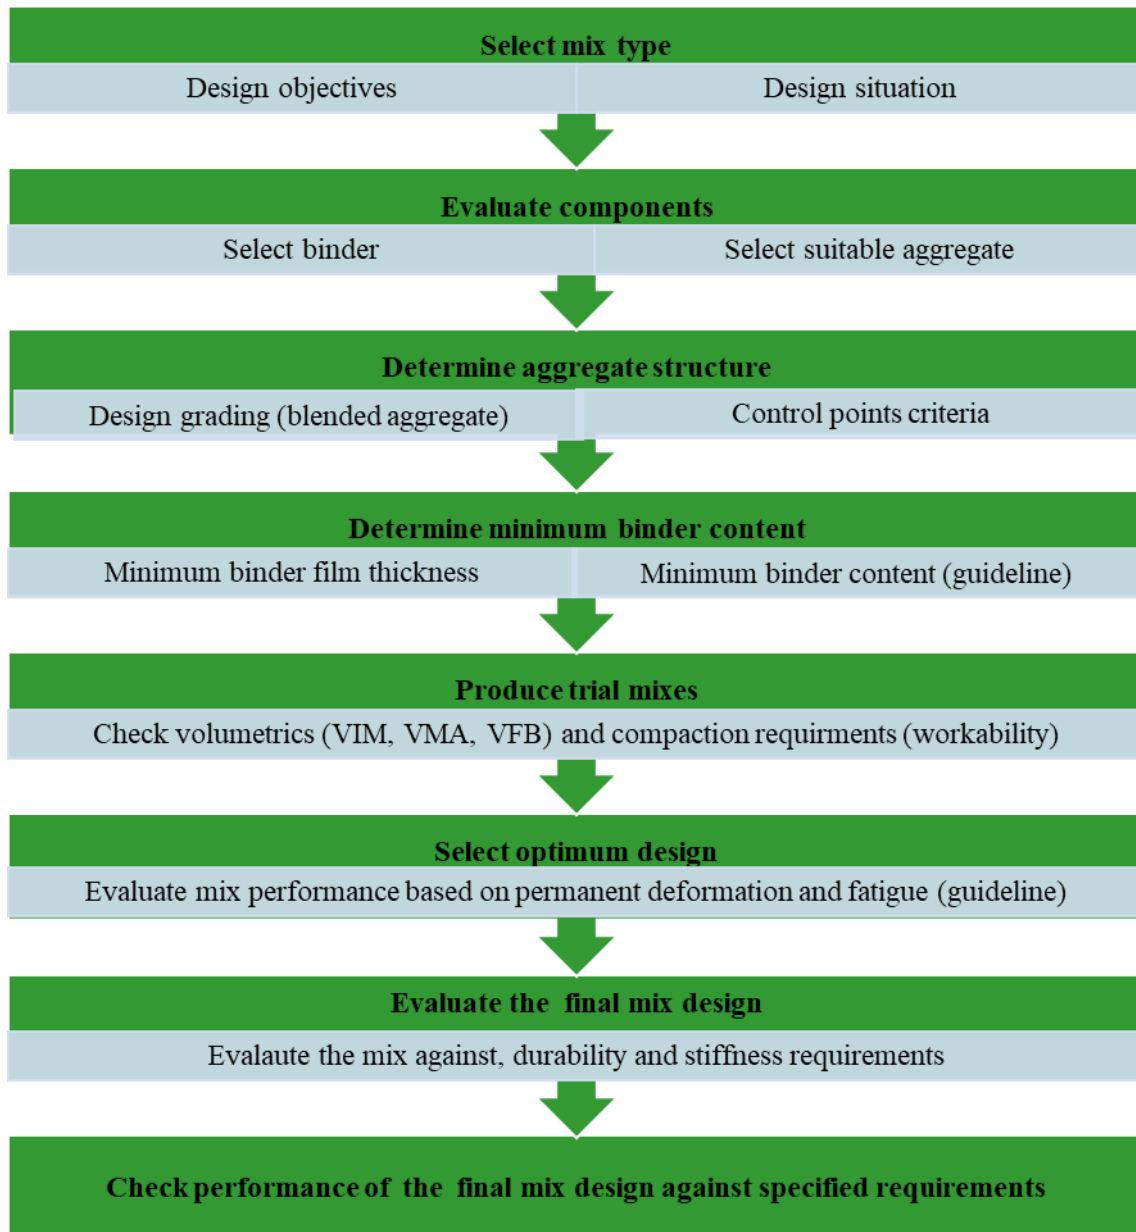 Select mix type
Design objectives
Design situation
Evaluate components
Select binder
Select suitable aggregate
Determine aggregate structure
Design grading (blended aggregate)
Control points criteria
Determine minimum binder content
Minimum binder film thickness
Minimum binder content (guideline)
Produce trial mixes
Check volumetrics (VIM, VMA, VFB) and compaction requirments (workability)
Select optimum design
Evaluate mix performance based on permanent deformation and fatigue (guideline)
Evaluate the final mix design
Evalaute the mix against, durability and stiffness requirements
Check performance of the final mix design against specified requirements